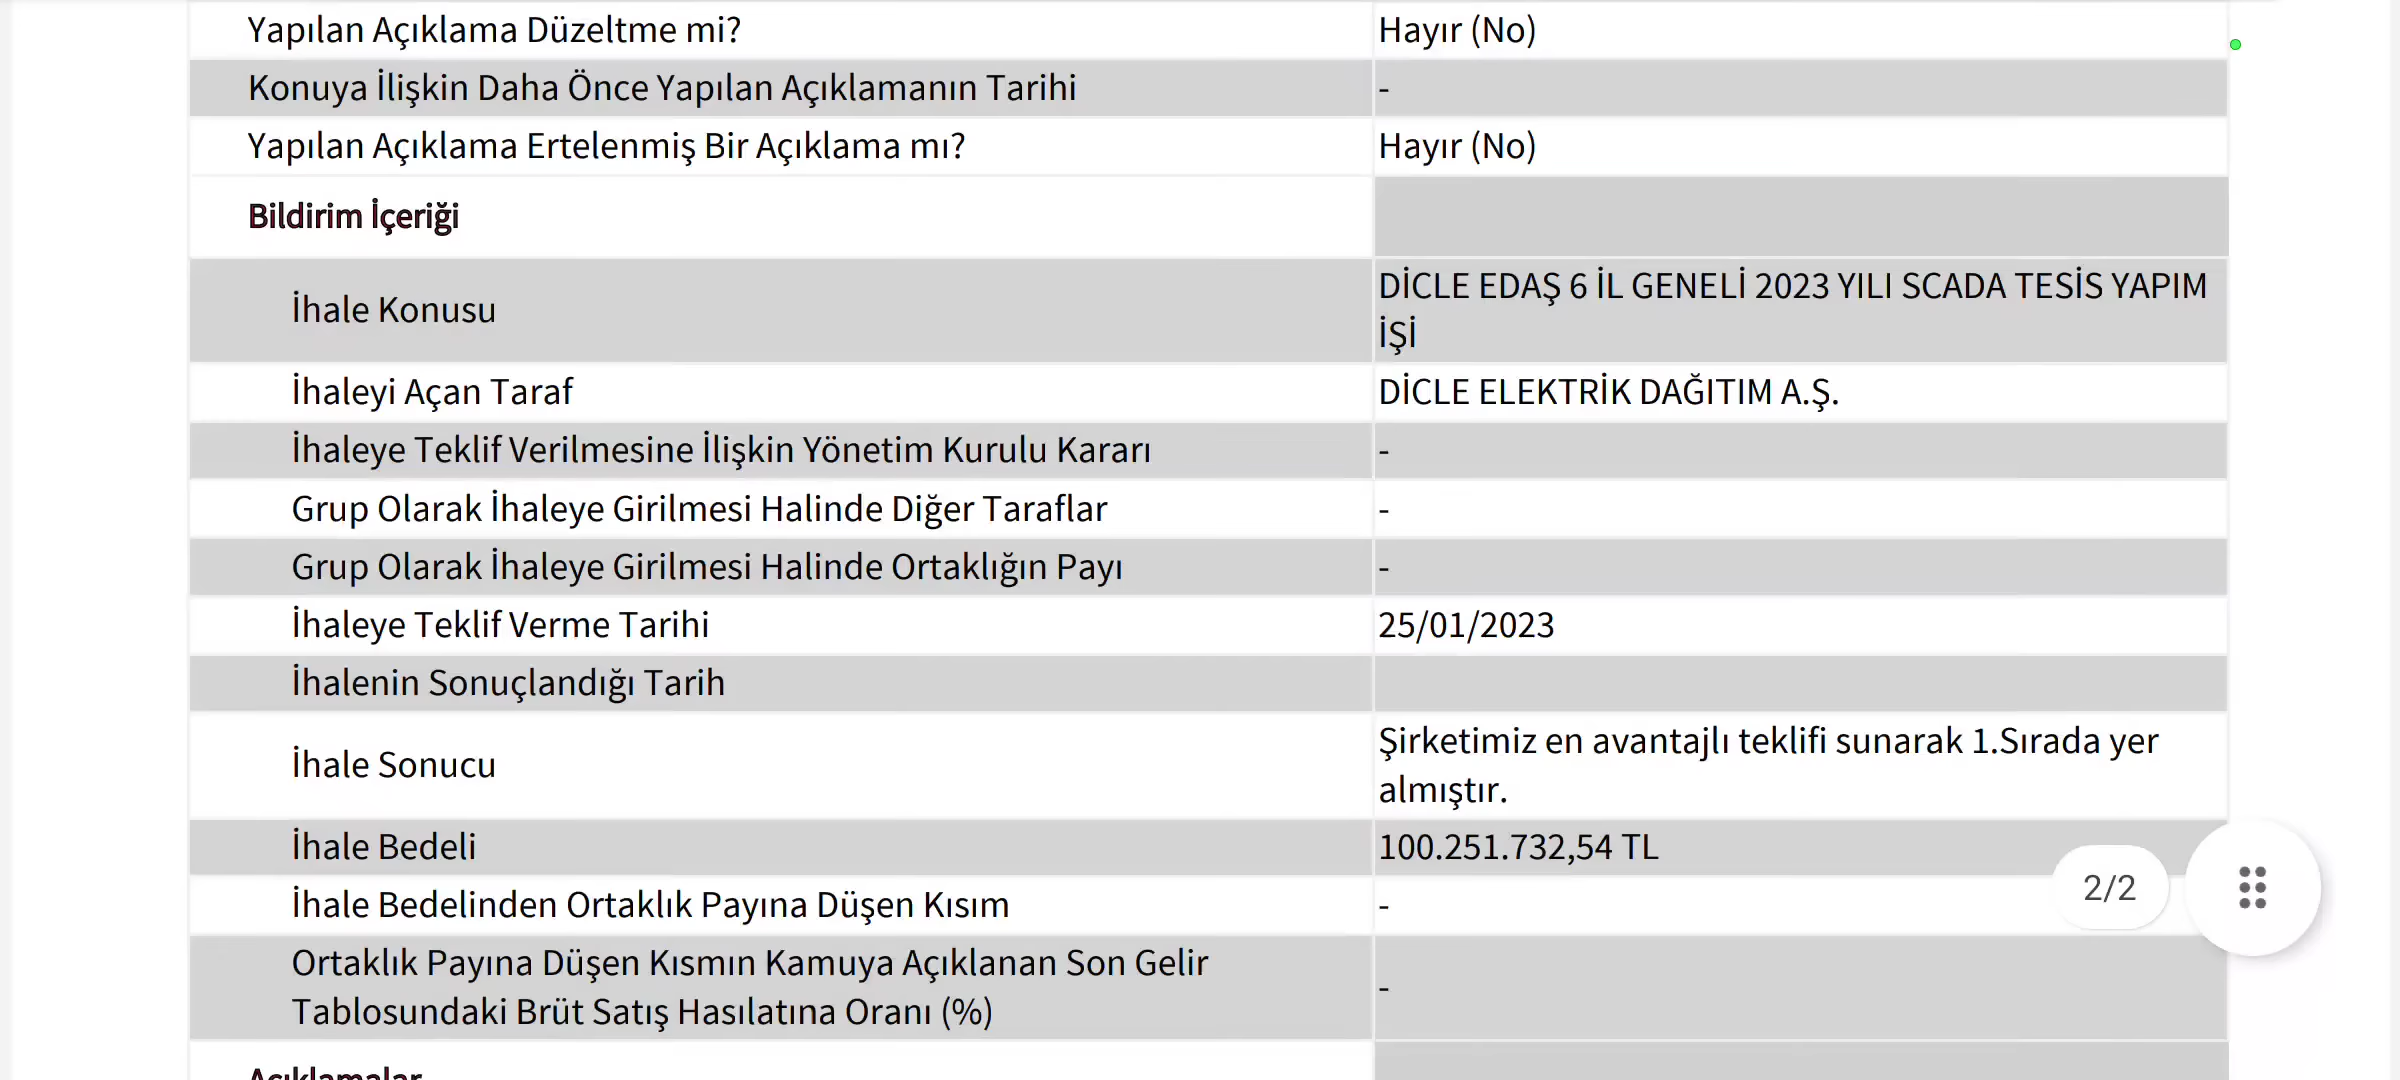 Yapılan Açıklama Düzeltme mi? Hayır (No)
Konuya İlişkin Daha Önce Yapılan Açıklamanın Tarihi -
Yapılan Açıklama Ertelenmiş Bir Açıklama mı? Hayır (No)
Bildirim İçeriği
İhale Konusu DİCLE EDAŞ 6 İL GENELİ 2023 YILI SCADA TESİS YAPIM
İŞİ
İhaleyi Açan Taraf DİCLE ELEKTRİK DAĞITIM A.Ş.
İhaleye Teklif Verilmesine İlişkin Yönetim Kurulu Kararı -
Grup Olarak İhaleye Girilmesi Halinde Diğer Taraflar -
Grup Olarak İhaleye Girilmesi Halinde Ortaklığın Payı -
İhaleye Teklif Verme Tarihi 25/01/2023
İhalenin Sonuçlandığı Tarih
İhale Sonucu Şirketimiz en avantajlı teklifi sunarak 1.Sırada yer
almıştır.
İhale Bedeli 100.251.732,54 TL
2/2
İhale Bedelinden Ortaklık Payına Düşen Kısım -
Ortaklık Payına Düşen Kısmın Kamuya Açıklanan Son Gelir
Tablosundaki Brüt Satış Hasılatına Oranı (%) -
Açıklamalar